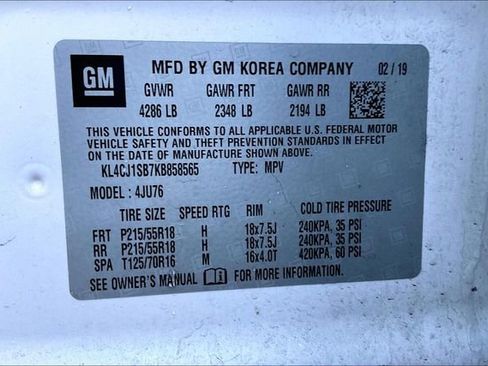 GM MFD BY GM KOREA COMPANY 02/19
GVWR GAWR FRT GAWR RR
4286 LB 2348 LB 2194 LB
THIS VEHICLE CONFORMS TO ALL APPLICABLE U.S. FEDERAL MOTOR
VEHICLE SAFETY AND THEFT PREVENTION STANDARDS IN EFFECT ON
THE DATE OF MANUFACTURE SHOWN ABOVE.
KL4CJ1SB7KB858565 TYPE: MPV
MODEL: 4JU76
TIRE SIZE SPEED RTG RIM COLD TIRE PRESSURE
FRT P215/55R18 H 18x7.5J 240KPA, 35 PSI
RR P215/55R18 H 18x7.5J 240KPA, 35 PSI
SPA T125/70R16 M 16x4.0T 420KPA, 60 PSI
SEE OWNER'S MANUAL FOR MORE INFORMATION.